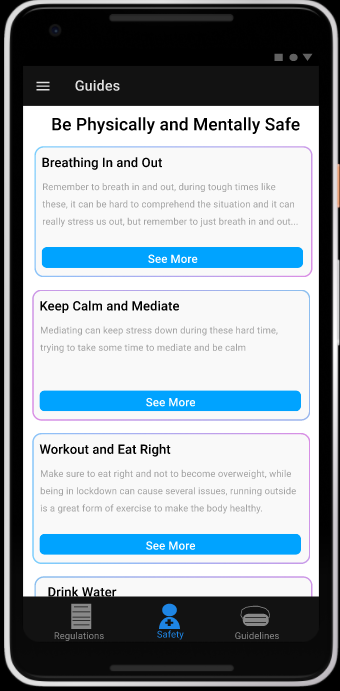 Guides
Be Physically and Mentally Safe
Breathing In and Out
Remember to breath in and out, during tough times like
these, it can be hard to comprehend the situation and it can
really stress us out, but remember to just breath in and out...
See More
Keep Calm and Mediate
Mediating can keep stress down during these hard time,
trying to take some time to mediate and be calm
See More
Workout and Eat Right
Make sure to eat right and not to become overweight, while
being in lockdown can cause several issues, running outside
is a great form of exercise to make the body healthy.
See More
Drink Water
Regulations
Safety
Guidelines